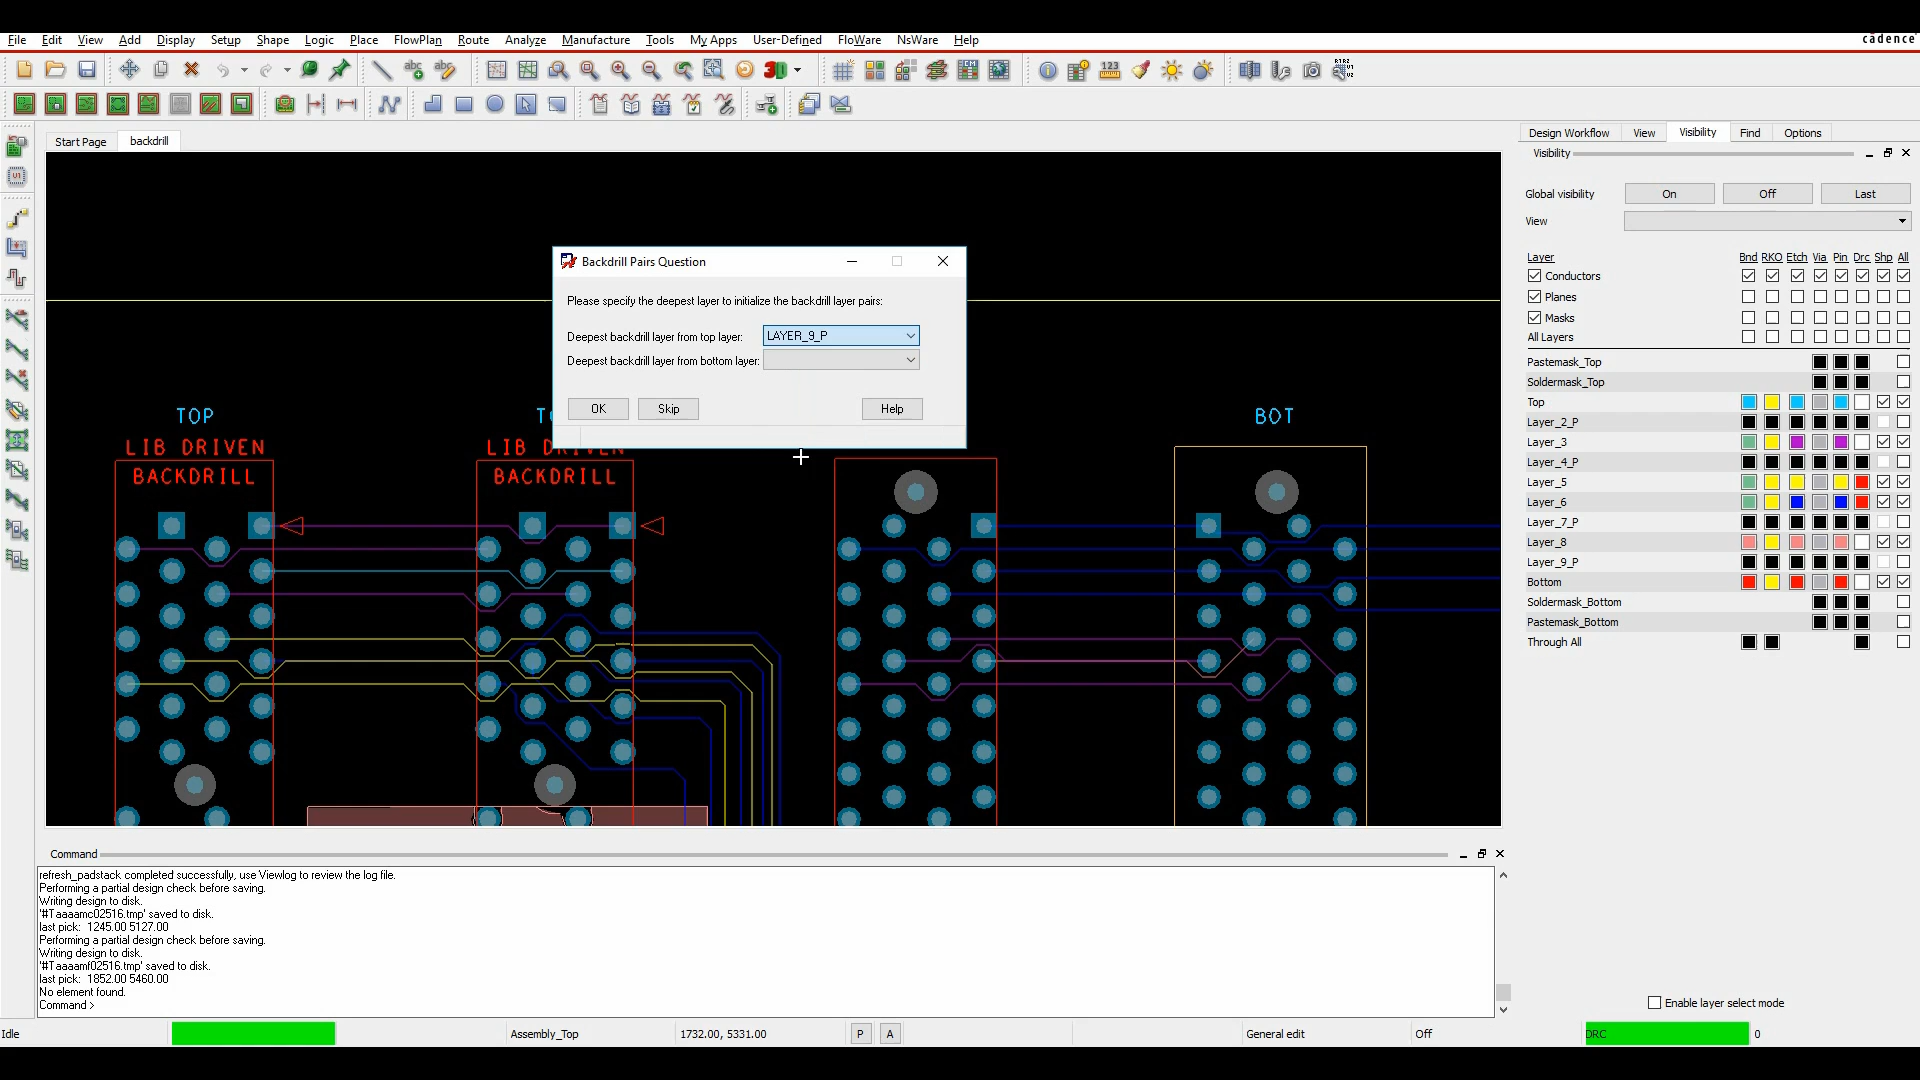 File Edit View Add Display Setup Shape Logic Place FlowPlan Route Analyze Manufacture Tools My Apps User-Defined FloWare NsWare Help
cādence
Start Page backdrill
Design Workflow View Visibility Find Options
Visibility
Global visibility On Off Last
View
Layer Bnd RKO Etch Via Pin Drc Shp All
Conductors
Planes
Masks
All Layers
Pastemask_Top
Soldermask_Top
Top
Layer_2_P
Layer_3
Layer_4_P
Layer_5
Layer_6
Layer_7_P
Layer_8
Layer_9_P
Bottom
Soldermask_Bottom
Pastemask_Bottom
Through All
Enable layer select mode
Backdrill Pairs Question
Please specify the deepest layer to initialize the backdrill layer pairs:
Deepest backdrill layer from top layer: LAYER_9_P
Deepest backdrill layer from bottom layer:
OK Skip Help
TOP
LIB DRIVEN
BACKDRILL
LIB DRIVEN
BACKDRILL
BOT
Command
refresh_padstack completed successfully, use Viewlog to review the log file.
Performing a partial design check before saving.
Writing design to disk.
'#Taaaamc02516.tmp' saved to disk.
last pick: 1245.00 5127.00
Performing a partial design check before saving.
Writing design to disk.
'#Taaaamf02516.tmp' saved to disk.
last pick: 1852.00 5460.00
No element found.
Command >
Idle Assembly_Top 1732.00, 5331.00 P A General edit Off DRC 0